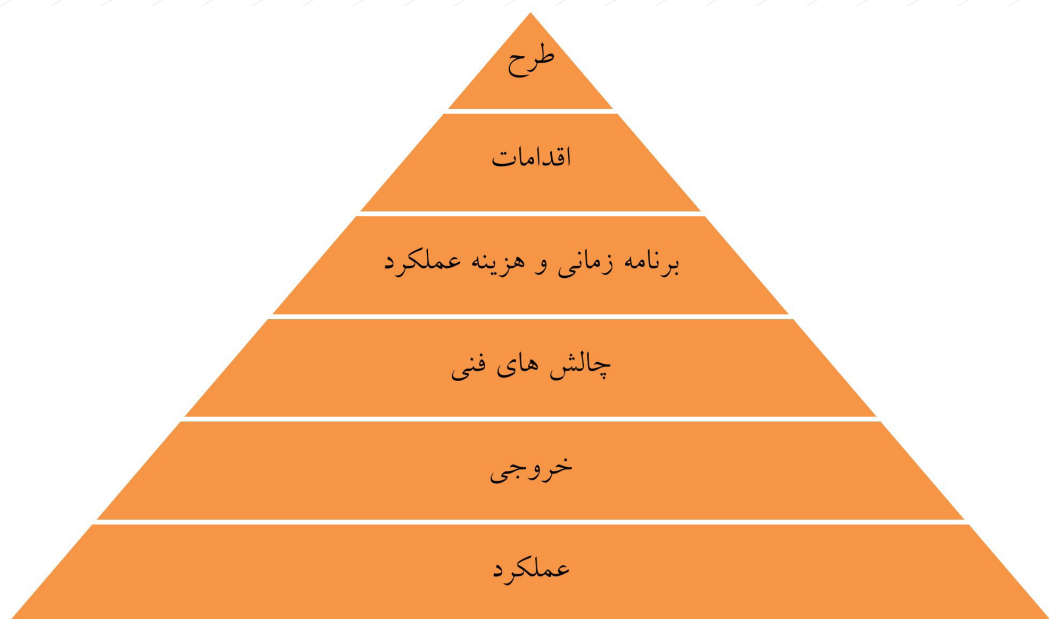 طرح
اقدامات
برنامه زمانی و هزینه عملکرد
چالش های فنی
خروجی
عملکرد